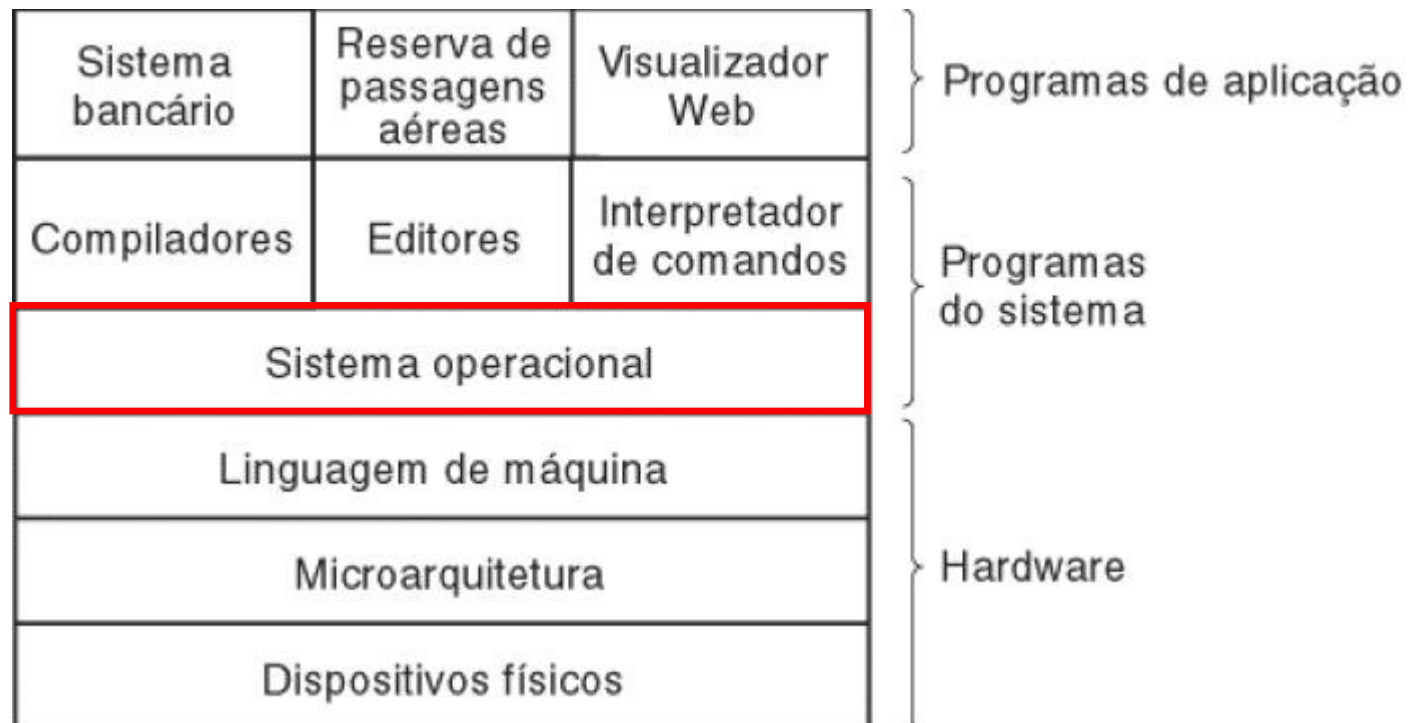 Sistema
bancário
Reserva de
passagens
aéreas
Visualizador
Web
Programas de aplicação
Compiladores
Editores
Interpretador
de comandos
Programas
do sistema
Sistema operacional
Linguagem de máquina
Microarquitetura
Hardware
Dispositivos físicos